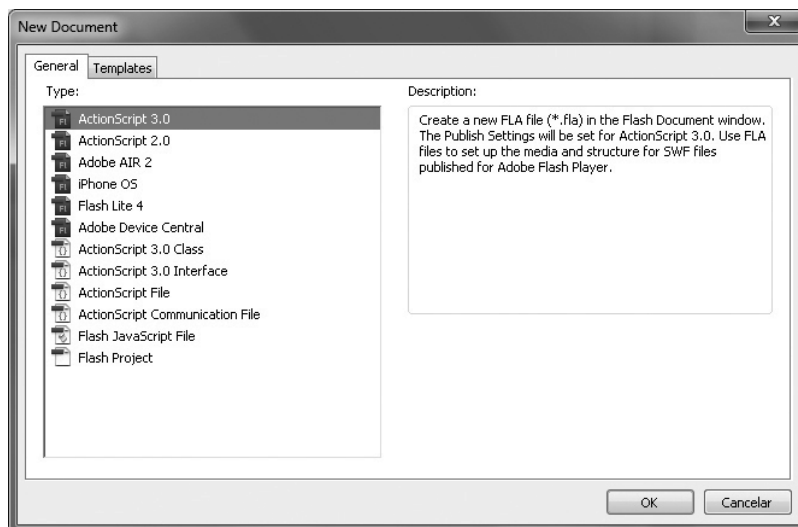 New Document
General
Templates
Type:
ActionScript 3.0
ActionScript 2.0
Adobe AIR 2
iPhone OS
Flash Lite 4
Adobe Device Central
ActionScript 3.0 Class
ActionScript 3.0 Interface
ActionScript File
ActionScript Communication File
Flash JavaScript File
Flash Project
Description:
Create a new FLA file (*.fla) in the Flash Document window.
The Publish Settings will be set for ActionScript 3.0. Use FLA
files to set up the media and structure for SWF files
published for Adobe Flash Player.
OK
Cancelar